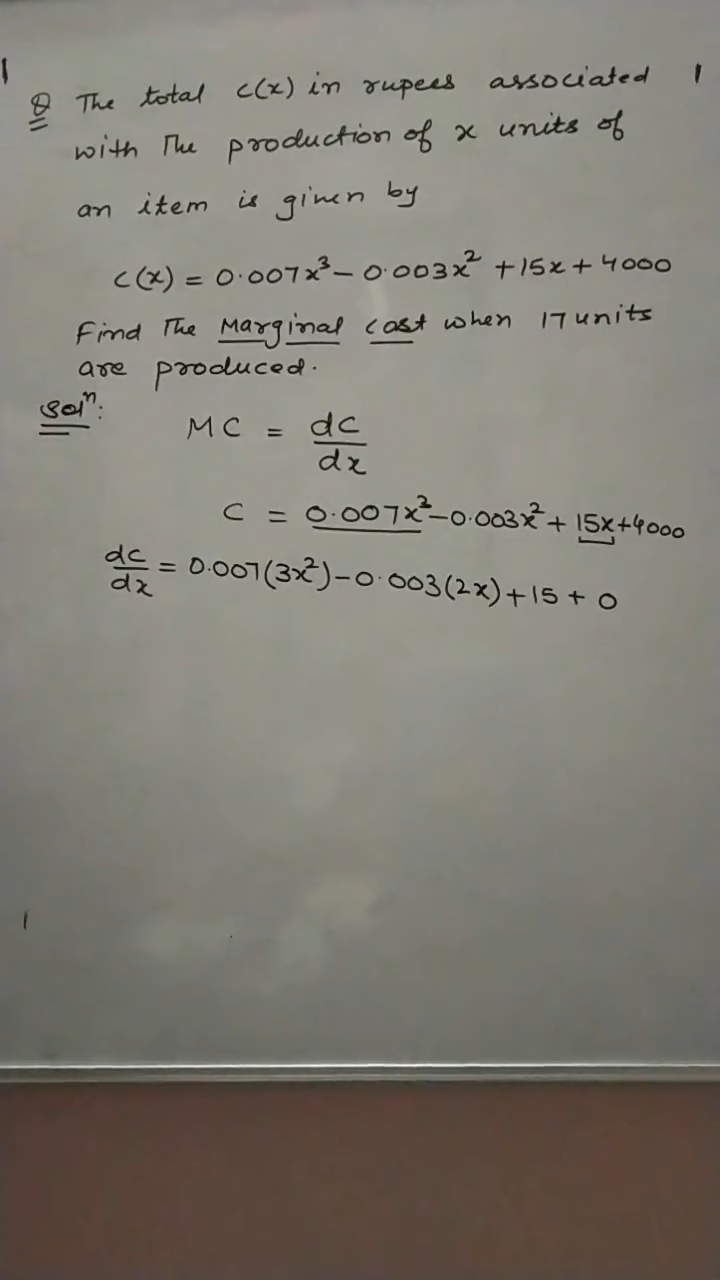 Q The total C(x) in rupees associated
with The production of x units of
an item is given by
C(x) = 0.007x³ - 0.003x² + 15x + 4000
Find The Marginal Cost when 17 units
are produced.
Solⁿ:
MC = dC/dx
C = 0.007x² - 0.003x² + 15x + 4000
dC/dx = 0.007(3x²) - 0.003(2x) + 15 + 0